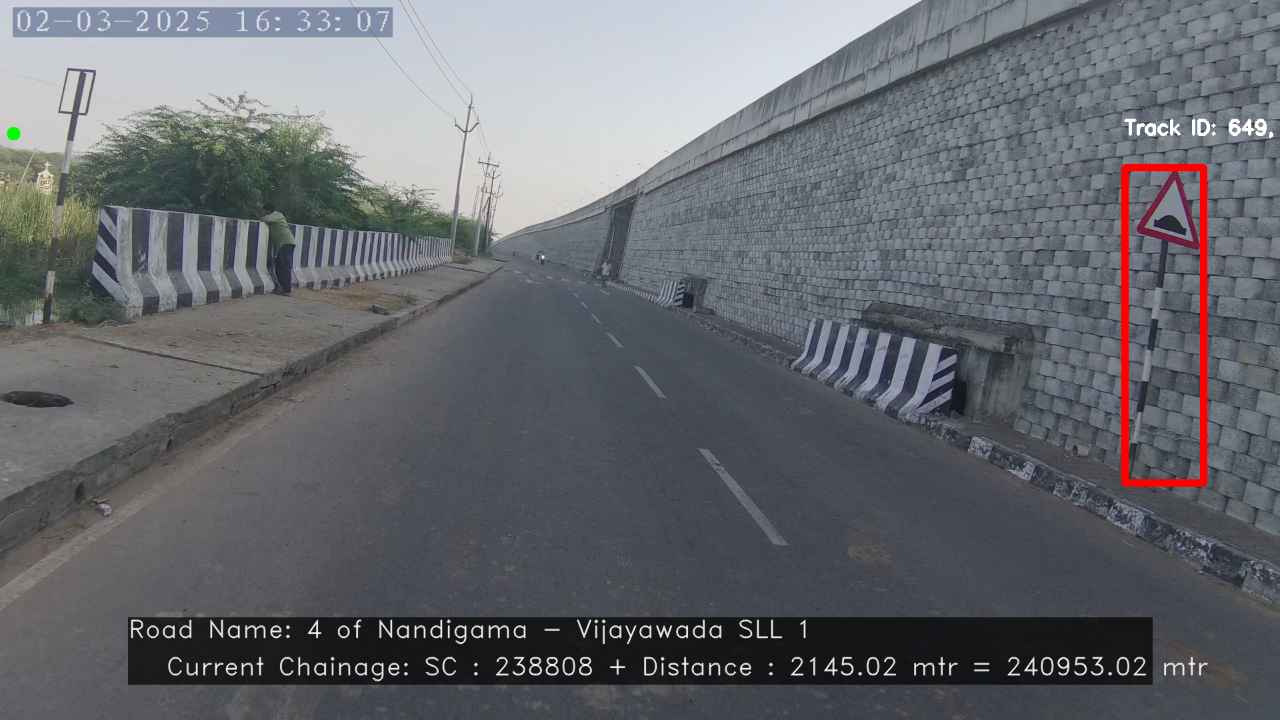 02-03-2025 16:33:07
Track ID: 649,
Road Name: 4 of Nandigama - Vijayawada SLL 1
Current Chainage: SC : 238808 + Distance : 2145.02 mtr = 240953.02 mtr